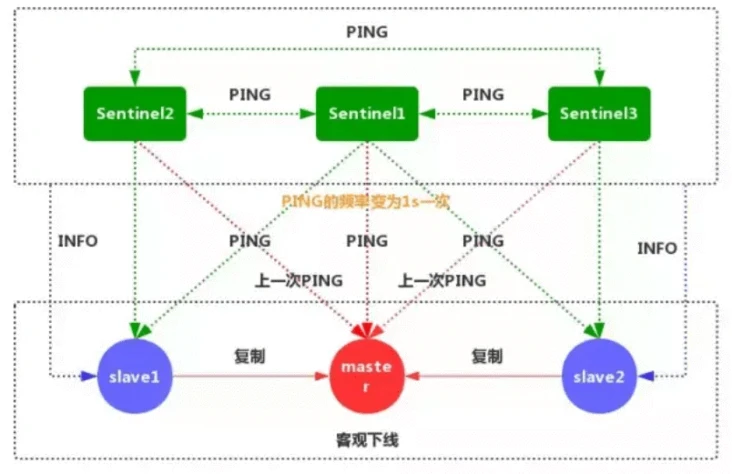 PING
PING
PING
Sentinel2
Sentinel1
Sentinel3
PING的频率变为1s一次
INFO
PING
PING
PING
INFO
上一次PING
上一次PING
复制
复制
slave1
maste
r
slave2
客观下线